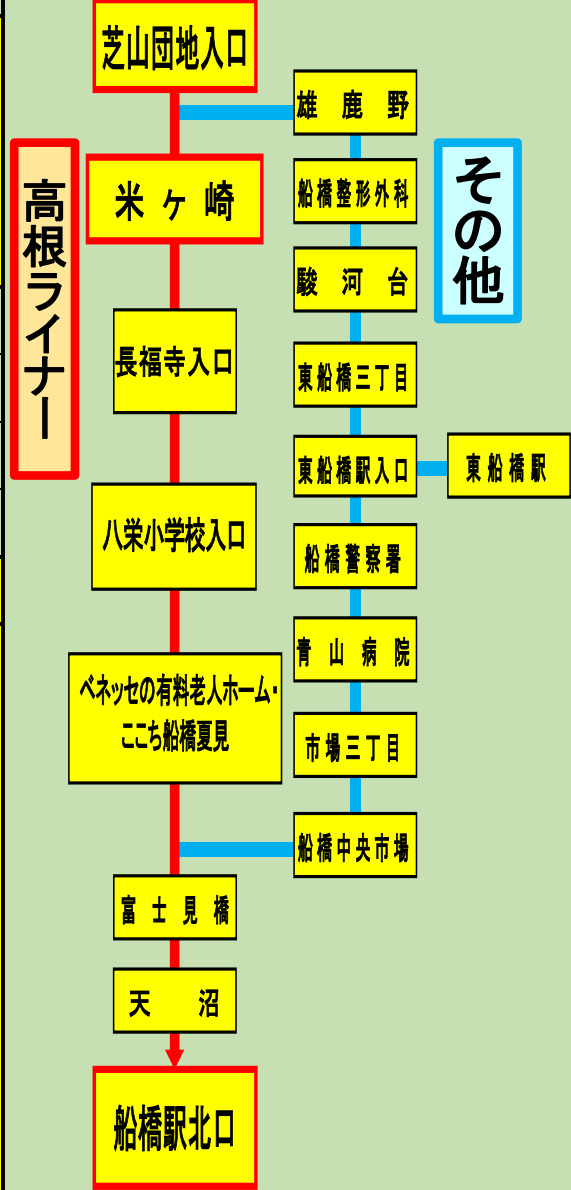 芝山団地入口
米ヶ崎
長福寺入口
八栄小学校入口
ベネッセの有料老人ホーム・
ここち船橋夏見
富士見橋
天沼
船橋駅北口
高根ライナー
雄鹿野
船橋整形外科
駿河台
東船橋三丁目
東船橋駅入口
東船橋駅
船橋警察署
青山病院
市場三丁目
船橋中央市場
その他